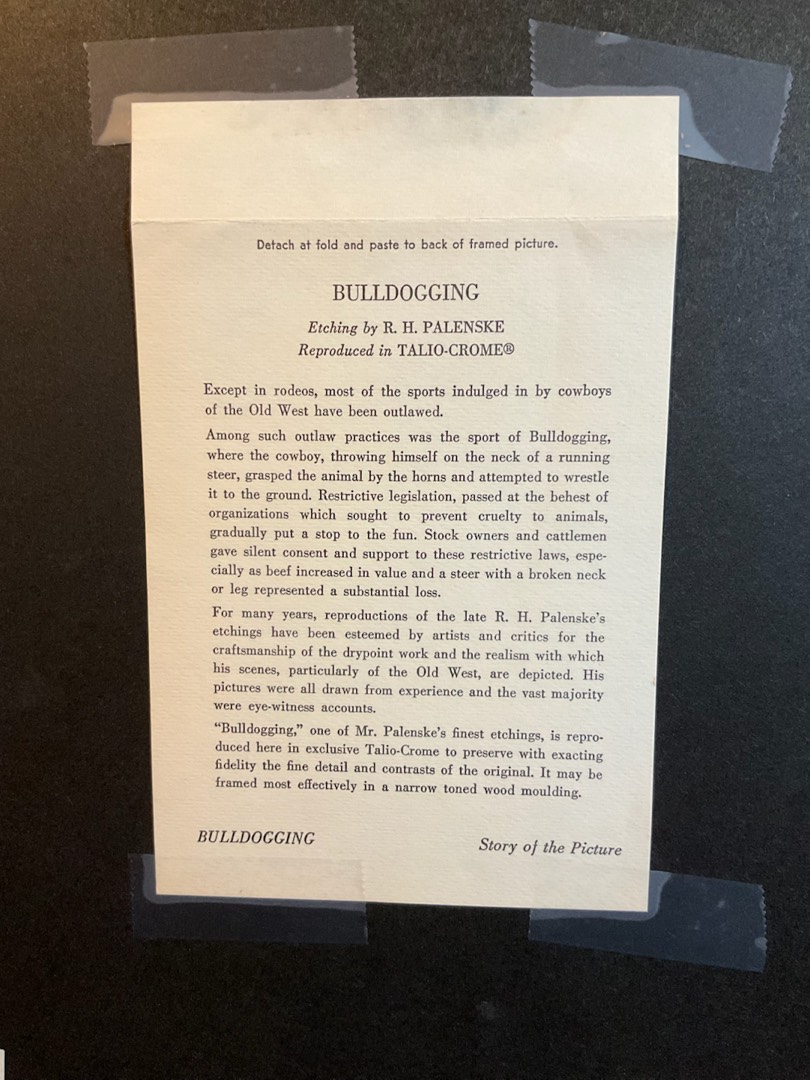 Detach at fold and paste to back of framed picture.
BULLDOGGING
Etching by R. H. PALENSKE
Reproduced in TALIO-CROME®
Except in rodeos, most of the sports indulged in by cowboys
of the Old West have been outlawed.
Among such outlaw practices was the sport of Bulldogging,
where the cowboy, throwing himself on the neck of a running
steer, grasped the animal by the horns and attempted to wrestle
it to the ground. Restrictive legislation, passed at the behest of
organizations which sought to prevent cruelty to animals,
gradually put a stop to the fun. Stock owners and cattlemen
gave silent consent and support to these restrictive laws, espe-
cially as beef increased in value and a steer with a broken neck
or leg represented a substantial loss.
For many years, reproductions of the late R. H. Palenske's
etchings have been esteemed by artists and critics for the
craftsmanship of the drypoint work and the realism with which
his scenes, particularly of the Old West, are depicted. His
pictures were all drawn from experience and the vast majority
were eye-witness accounts.
“Bulldogging,” one of Mr. Palenske's finest etchings, is repro-
duced here in exclusive Talio-Crome to preserve with exacting
fidelity the fine detail and contrasts of the original. It may be
framed most effectively in a narrow toned wood moulding.
BULLDOGGING
Story of the Picture